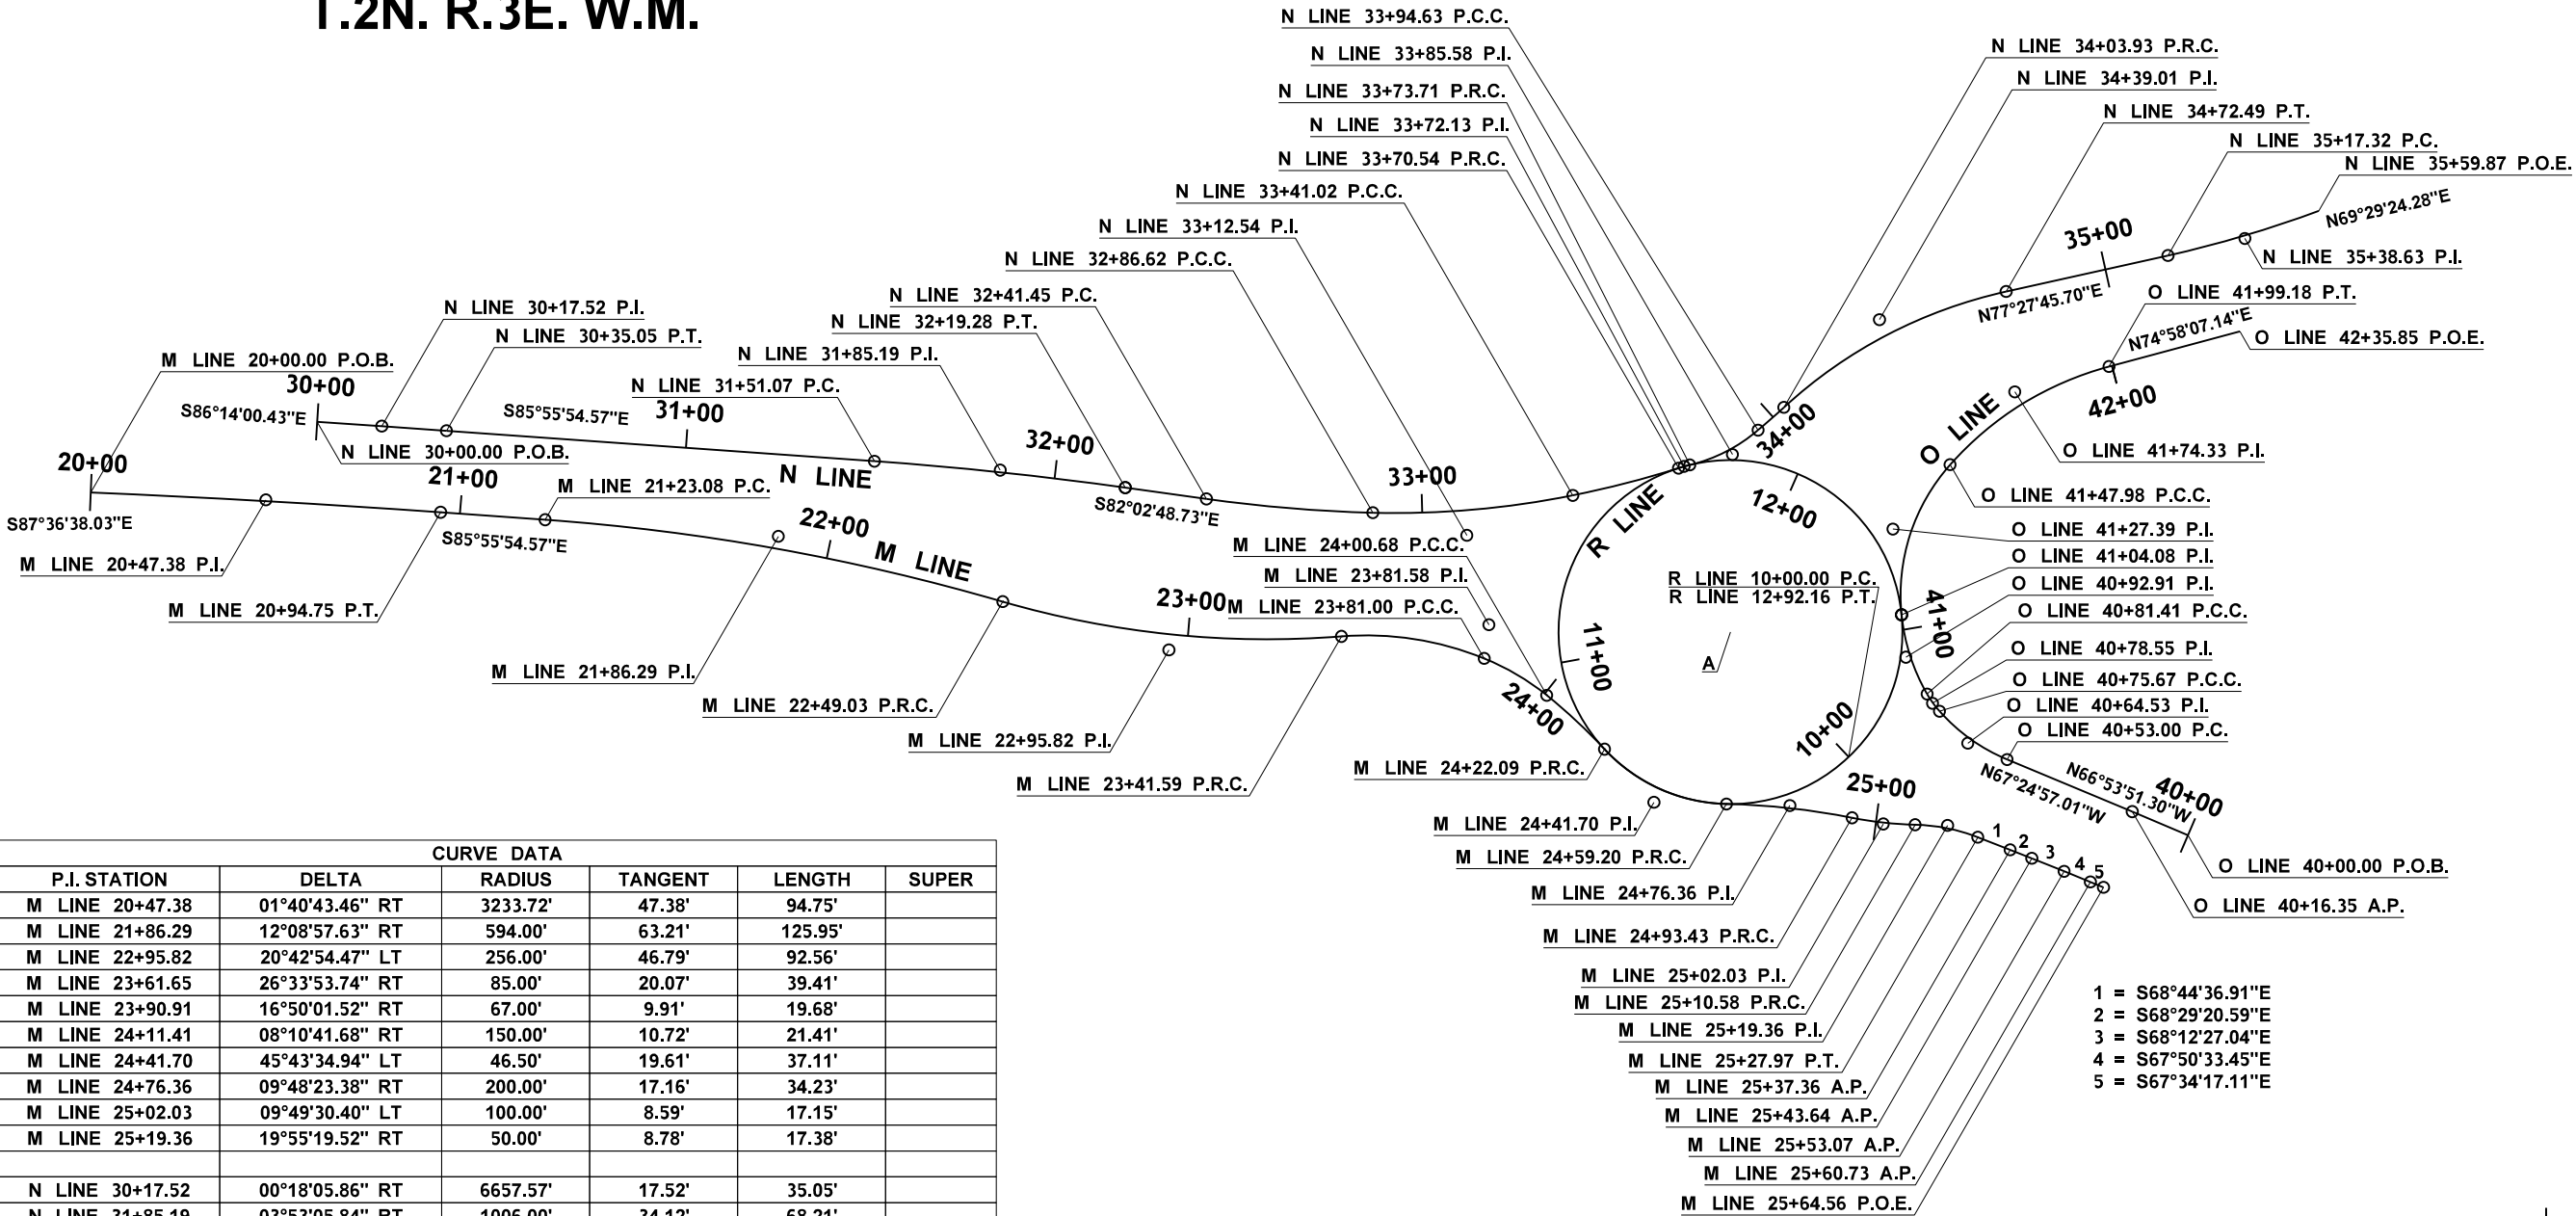 T.2N. R.3E. W.M.
N LINE 33+94.63 P.C.C.
N LINE 33+85.58 P.I.
N LINE 33+73.71 P.R.C.
N LINE 33+72.13 P.I.
N LINE 33+70.54 P.R.C.
N LINE 33+41.02 P.C.C.
N LINE 33+12.54 P.I.
N LINE 32+86.62 P.C.C.
N LINE 32+41.45 P.C.
N LINE 32+19.28 P.T.
N LINE 31+85.19 P.I.
N LINE 31+51.07 P.C.
N LINE 30+17.52 P.I.
N LINE 30+35.05 P.T.
M LINE 20+00.00 P.O.B.
30+00
S86°14'00.43"E
S85°55'54.57"E
31+00
32+00
33+00
N LINE 30+00.00 P.O.B.
N LINE
S82°02'48.73"E
20+00
21+00
M LINE 21+23.08 P.C.
S87°36'38.03"E
S85°55'54.57"E
22+00
M LINE
23+00
M LINE 20+47.38 P.I.
M LINE 20+94.75 P.T.
M LINE 21+86.29 P.I.
M LINE 22+49.03 P.R.C.
M LINE 22+95.82 P.I.
M LINE 23+41.59 P.R.C.
M LINE 24+00.68 P.C.C.
M LINE 23+81.58 P.I.
M LINE 23+81.00 P.C.C.
24+00
M LINE 24+22.09 P.R.C.
N LINE 34+03.93 P.R.C.
N LINE 34+39.01 P.I.
N LINE 34+72.49 P.T.
N LINE 35+17.32 P.C.
N LINE 35+59.87 P.O.E.
N69°29'24.28"E
35+00
N LINE 35+38.63 P.I.
N77°27'45.70"E
34+00
O LINE 41+99.18 P.T.
N74°58'07.14"E
O LINE 42+35.85 P.O.E.
42+00
O LINE
O LINE 41+74.33 P.I.
O LINE 41+47.98 P.C.C.
O LINE 41+27.39 P.I.
O LINE 41+04.08 P.I.
O LINE 40+92.91 P.I.
O LINE 40+81.41 P.C.C.
O LINE 40+78.55 P.I.
O LINE 40+75.67 P.C.C.
O LINE 40+64.53 P.I.
O LINE 40+53.00 P.C.
41+00
N67°24'57.01"W
N66°53'51.30"W
40+00
O LINE 40+00.00 P.O.B.
O LINE 40+16.35 A.P.
R LINE
12+00
R LINE 10+00.00 P.C.
R LINE 12+92.16 P.T.
A
11+00
10+00
25+00
M LINE 24+41.70 P.I.
M LINE 24+59.20 P.R.C.
M LINE 24+76.36 P.I.
M LINE 24+93.43 P.R.C.
M LINE 25+02.03 P.I.
M LINE 25+10.58 P.R.C.
M LINE 25+19.36 P.I.
M LINE 25+27.97 P.T.
M LINE 25+37.36 A.P.
M LINE 25+43.64 A.P.
M LINE 25+53.07 A.P.
M LINE 25+60.73 A.P.
M LINE 25+64.56 P.O.E.
1
2
3
4
5
1 = S68°44'36.91"E
2 = S68°29'20.59"E
3 = S68°12'27.04"E
4 = S67°50'33.45"E
5 = S67°34'17.11"E
CURVE DATA
P.I. STATION DELTA RADIUS TANGENT LENGTH SUPER
M LINE 20+47.38 01°40'43.46" RT 3233.72' 47.38' 94.75'
M LINE 21+86.29 12°08'57.63" RT 594.00' 63.21' 125.95'
M LINE 22+95.82 20°42'54.47" LT 256.00' 46.79' 92.56'
M LINE 23+61.65 26°33'53.74" RT 85.00' 20.07' 39.41'
M LINE 23+90.91 16°50'01.52" RT 67.00' 9.91' 19.68'
M LINE 24+11.41 08°10'41.68" RT 150.00' 10.72' 21.41'
M LINE 24+41.70 45°43'34.94" LT 46.50' 19.61' 37.11'
M LINE 24+76.36 09°48'23.38" RT 200.00' 17.16' 34.23'
M LINE 25+02.03 09°49'30.40" LT 100.00' 8.59' 17.15'
M LINE 25+19.36 19°55'19.52" RT 50.00' 8.78' 17.38'
N LINE 30+17.52 00°18'05.86" RT 6657.57' 17.52' 35.05'
N LINE 31+85.19 03°53'05.84" RT 1006.00' 34.12' 68.21'